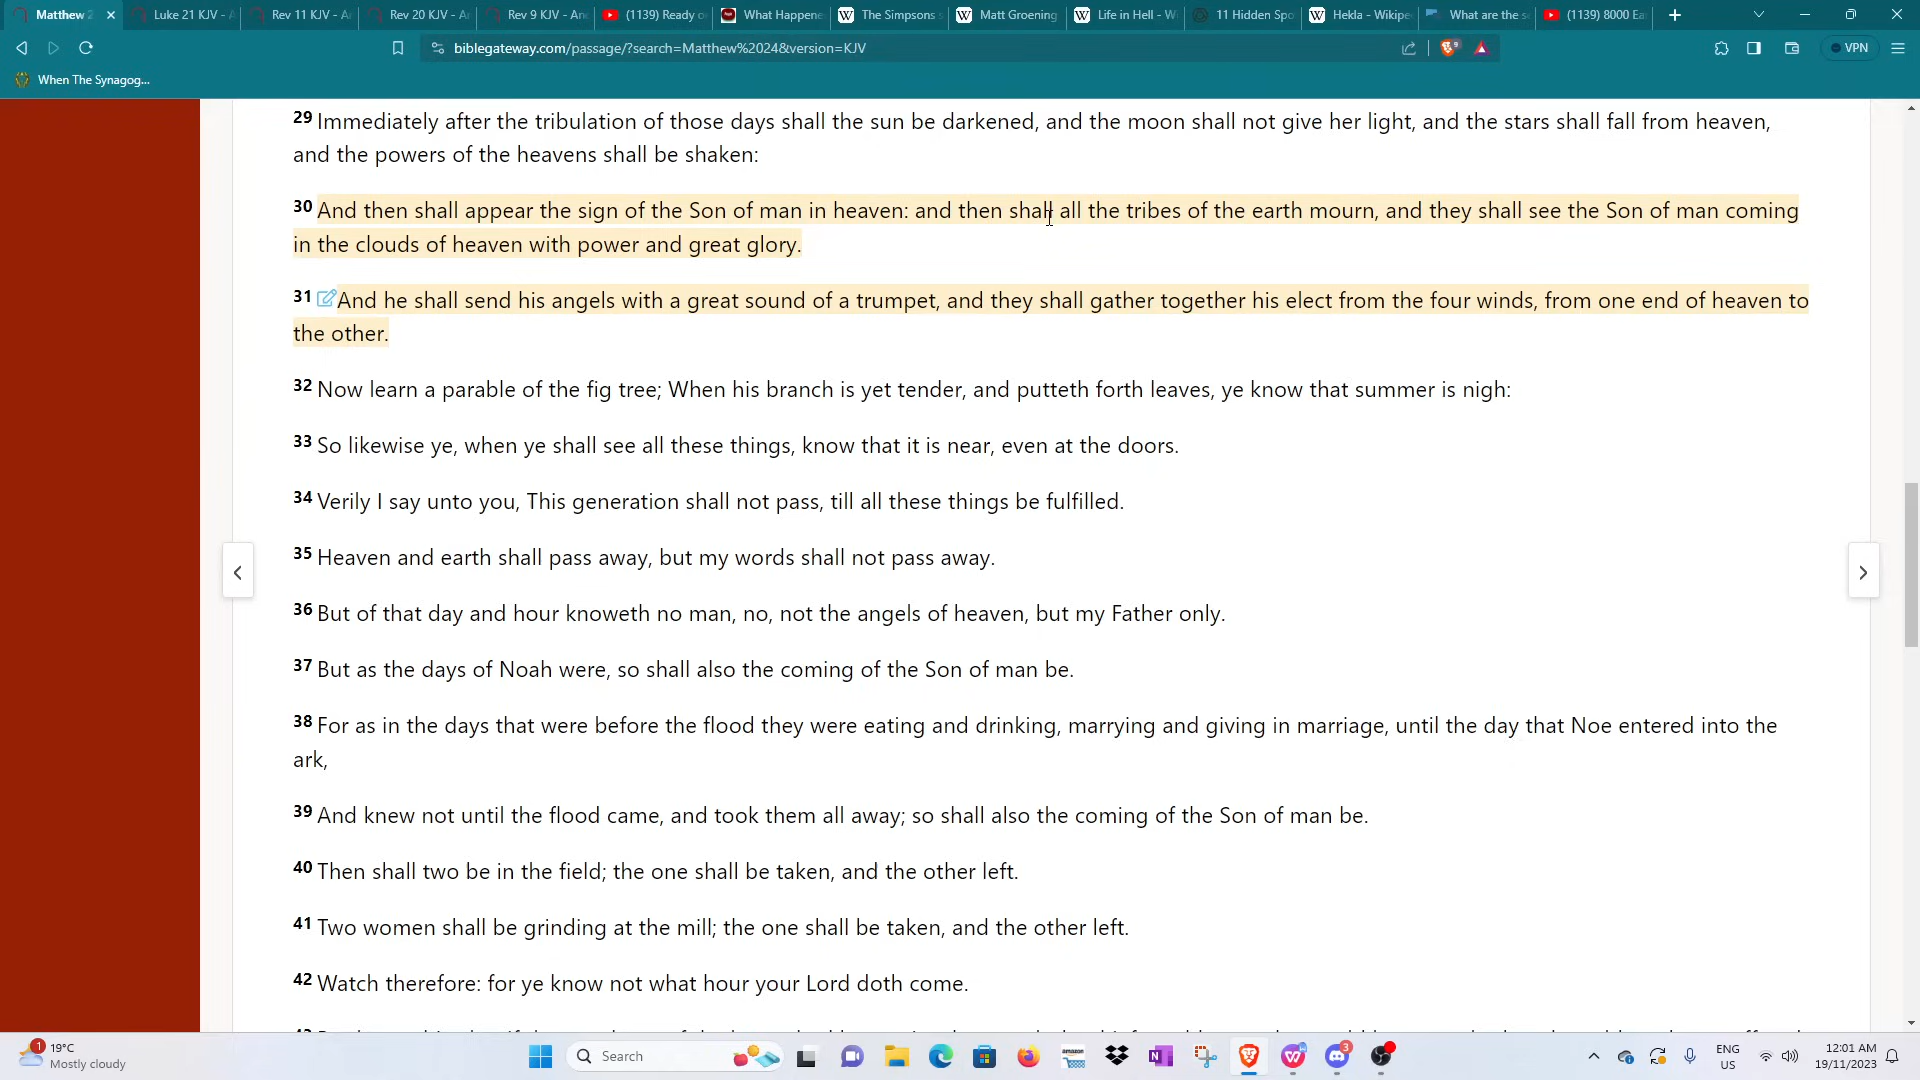 Matthew 2
Luke 21 KJV - A
Rev 11 KJV - A
Rev 20 KJV - A
Rev 9 KJV - An
(1139) Ready o
What Happene
The Simpsons s
Matt Groening
Life in Hell - W
11 Hidden Spo
Hekla - Wikipe
What are the s
(1139) 8000 Ea
biblegateway.com/passage/?search=Matthew%2024&version=KJV
9
VPN
When The Synagog...
29 Immediately after the tribulation of those days shall the sun be darkened, and the moon shall not give her light, and the stars shall fall from heaven,
and the powers of the heavens shall be shaken:
30 And then shall appear the sign of the Son of man in heaven: and then shall all the tribes of the earth mourn, and they shall see the Son of man coming
in the clouds of heaven with power and great glory.
31 And he shall send his angels with a great sound of a trumpet, and they shall gather together his elect from the four winds, from one end of heaven to
the other.
32 Now learn a parable of the fig tree; When his branch is yet tender, and putteth forth leaves, ye know that summer is nigh:
33 So likewise ye, when ye shall see all these things, know that it is near, even at the doors.
34 Verily I say unto you, This generation shall not pass, till all these things be fulfilled.
35 Heaven and earth shall pass away, but my words shall not pass away.
36 But of that day and hour knoweth no man, no, not the angels of heaven, but my Father only.
37 But as the days of Noah were, so shall also the coming of the Son of man be.
38 For as in the days that were before the flood they were eating and drinking, marrying and giving in marriage, until the day that Noe entered into the
ark,
39 And knew not until the flood came, and took them all away; so shall also the coming of the Son of man be.
40 Then shall two be in the field; the one shall be taken, and the other left.
41 Two women shall be grinding at the mill; the one shall be taken, and the other left.
42 Watch therefore: for ye know not what hour your Lord doth come.
1
19°C
Mostly cloudy
Search
amazon
3
ENG
US
12:01 AM
19/11/2023